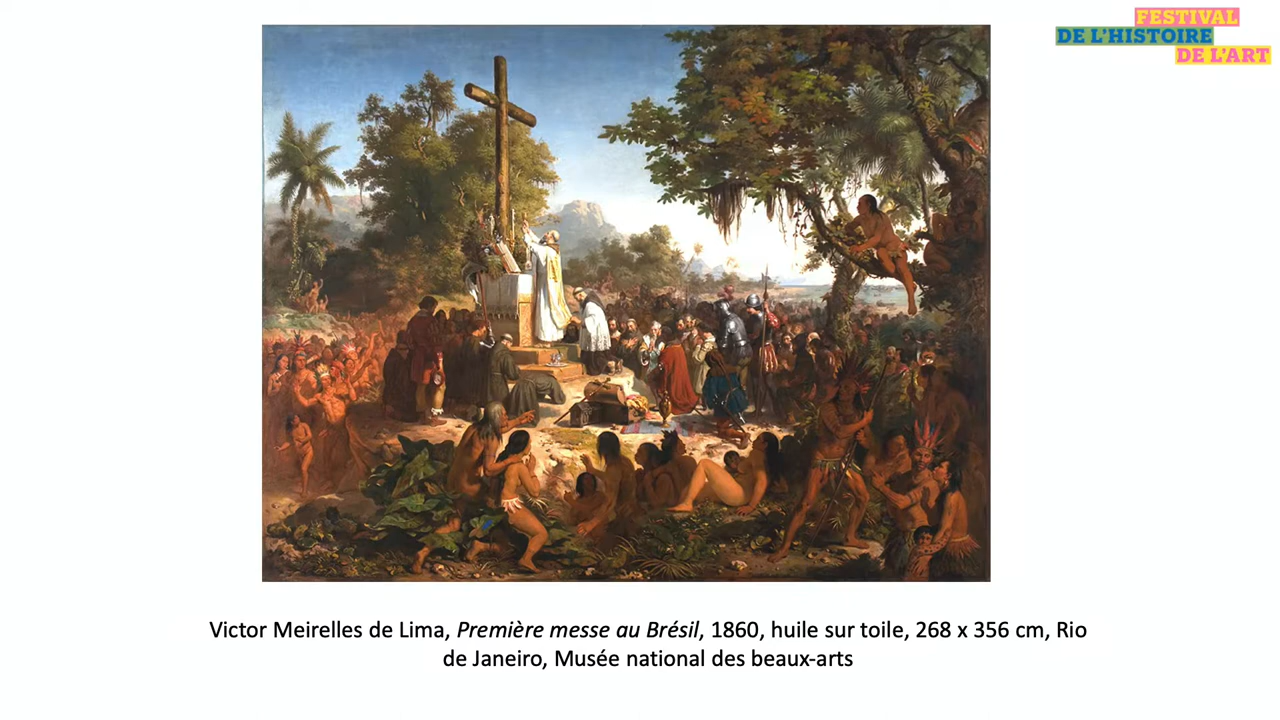 FESTIVAL
DE L'HISTOIRE
DE L'ART
Victor Meirelles de Lima, Première messe au Brésil, 1860, huile sur toile, 268 x 356 cm, Rio
de Janeiro, Musée national des beaux-arts